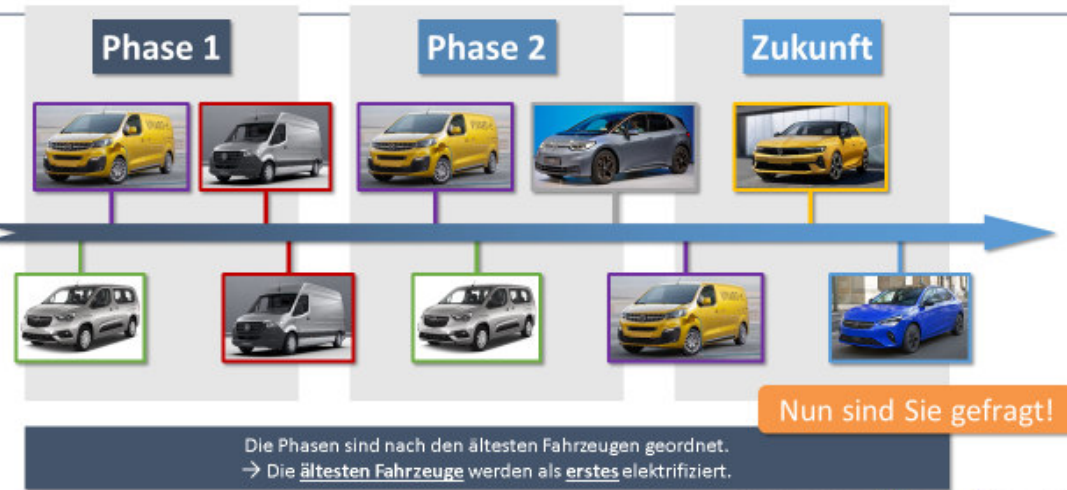 Phase 1
Phase 2
Zukunft
Nun sind Sie gefragt!
Die Phasen sind nach den ältesten Fahrzeugen geordnet.
→ Die ältesten Fahrzeuge werden als erstes elektrifiziert.